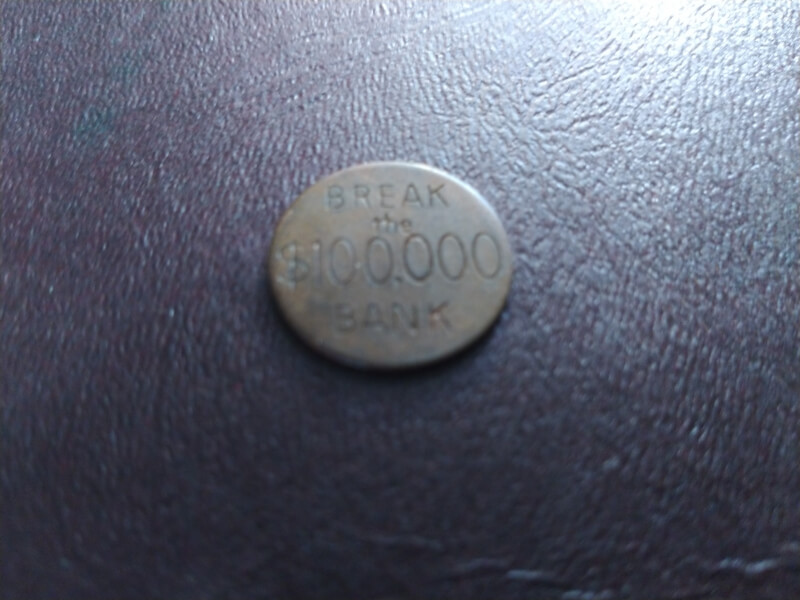 BREAK
the
$100,000
BANK